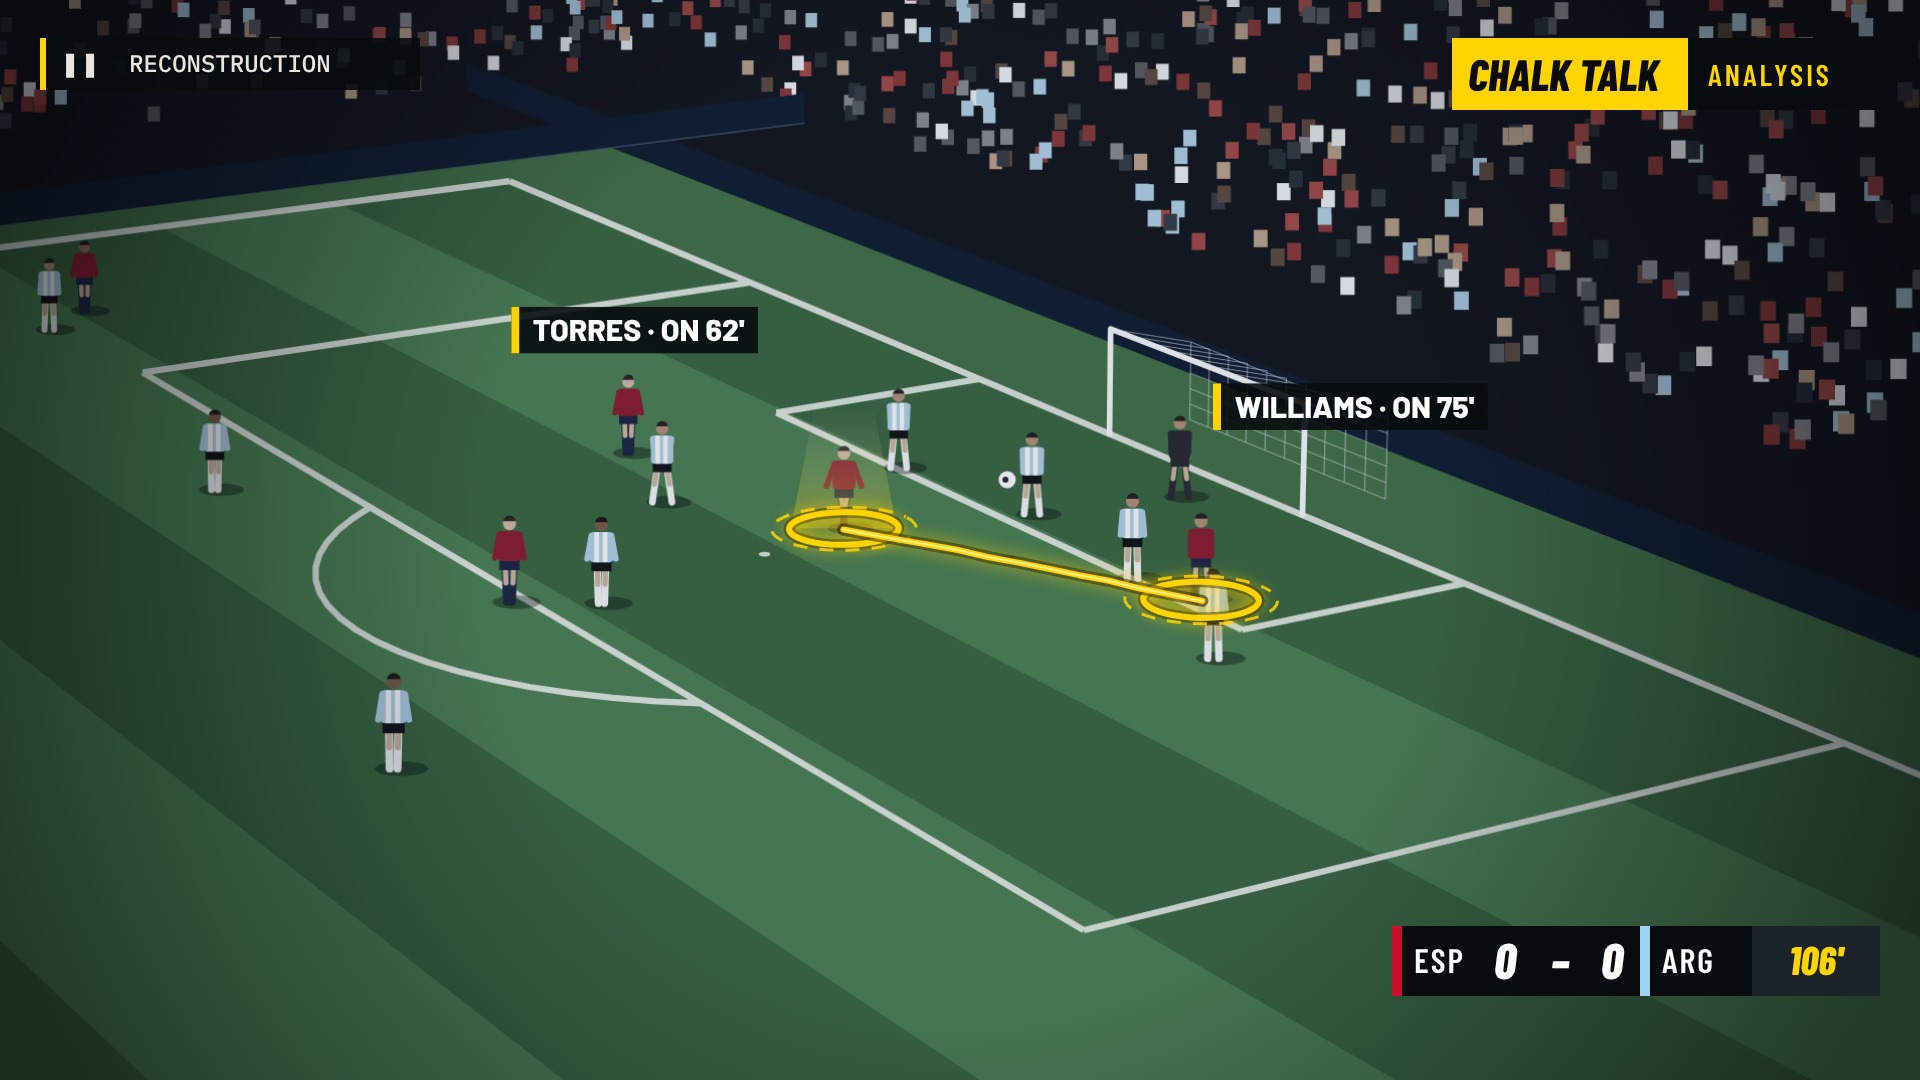 RECONSTRUCTION
CHALK TALK ANALYSIS
TORRES · ON 62'
WILLIAMS · ON 75'
ESP 0 - 0 ARG 106'